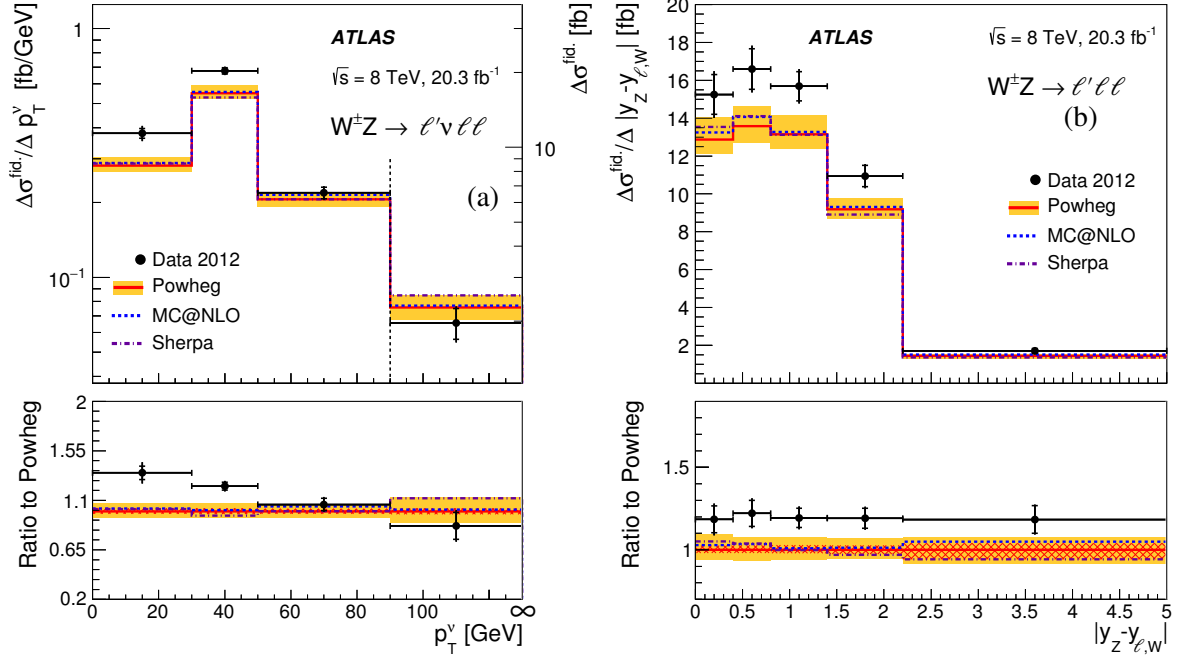 Δσ^fid./Δ p_T^ν [fb/GeV]
1
10⁻¹
ATLAS
√s = 8 TeV, 20.3 fb⁻¹
W±Z → ℓ′ν ℓℓ
(a)
Data 2012
Powheg
MC@NLO
Sherpa
Δσ^fid. [fb]
10
Ratio to Powheg
2
1.55
1.1
0.65
0.2
0 20 40 60 80 100 ∞
p_T^ν [GeV]
Δσ^fid./Δ |y_Z-y_ℓ,W| [fb]
20
18
16
14
12
10
8
6
4
2
ATLAS
√s = 8 TeV, 20.3 fb⁻¹
W±Z → ℓ′ ℓℓ
(b)
Data 2012
Powheg
MC@NLO
Sherpa
Ratio to Powheg
1.5
1
0 0.5 1 1.5 2 2.5 3 3.5 4 4.5 5
|y_Z-y_ℓ,W|